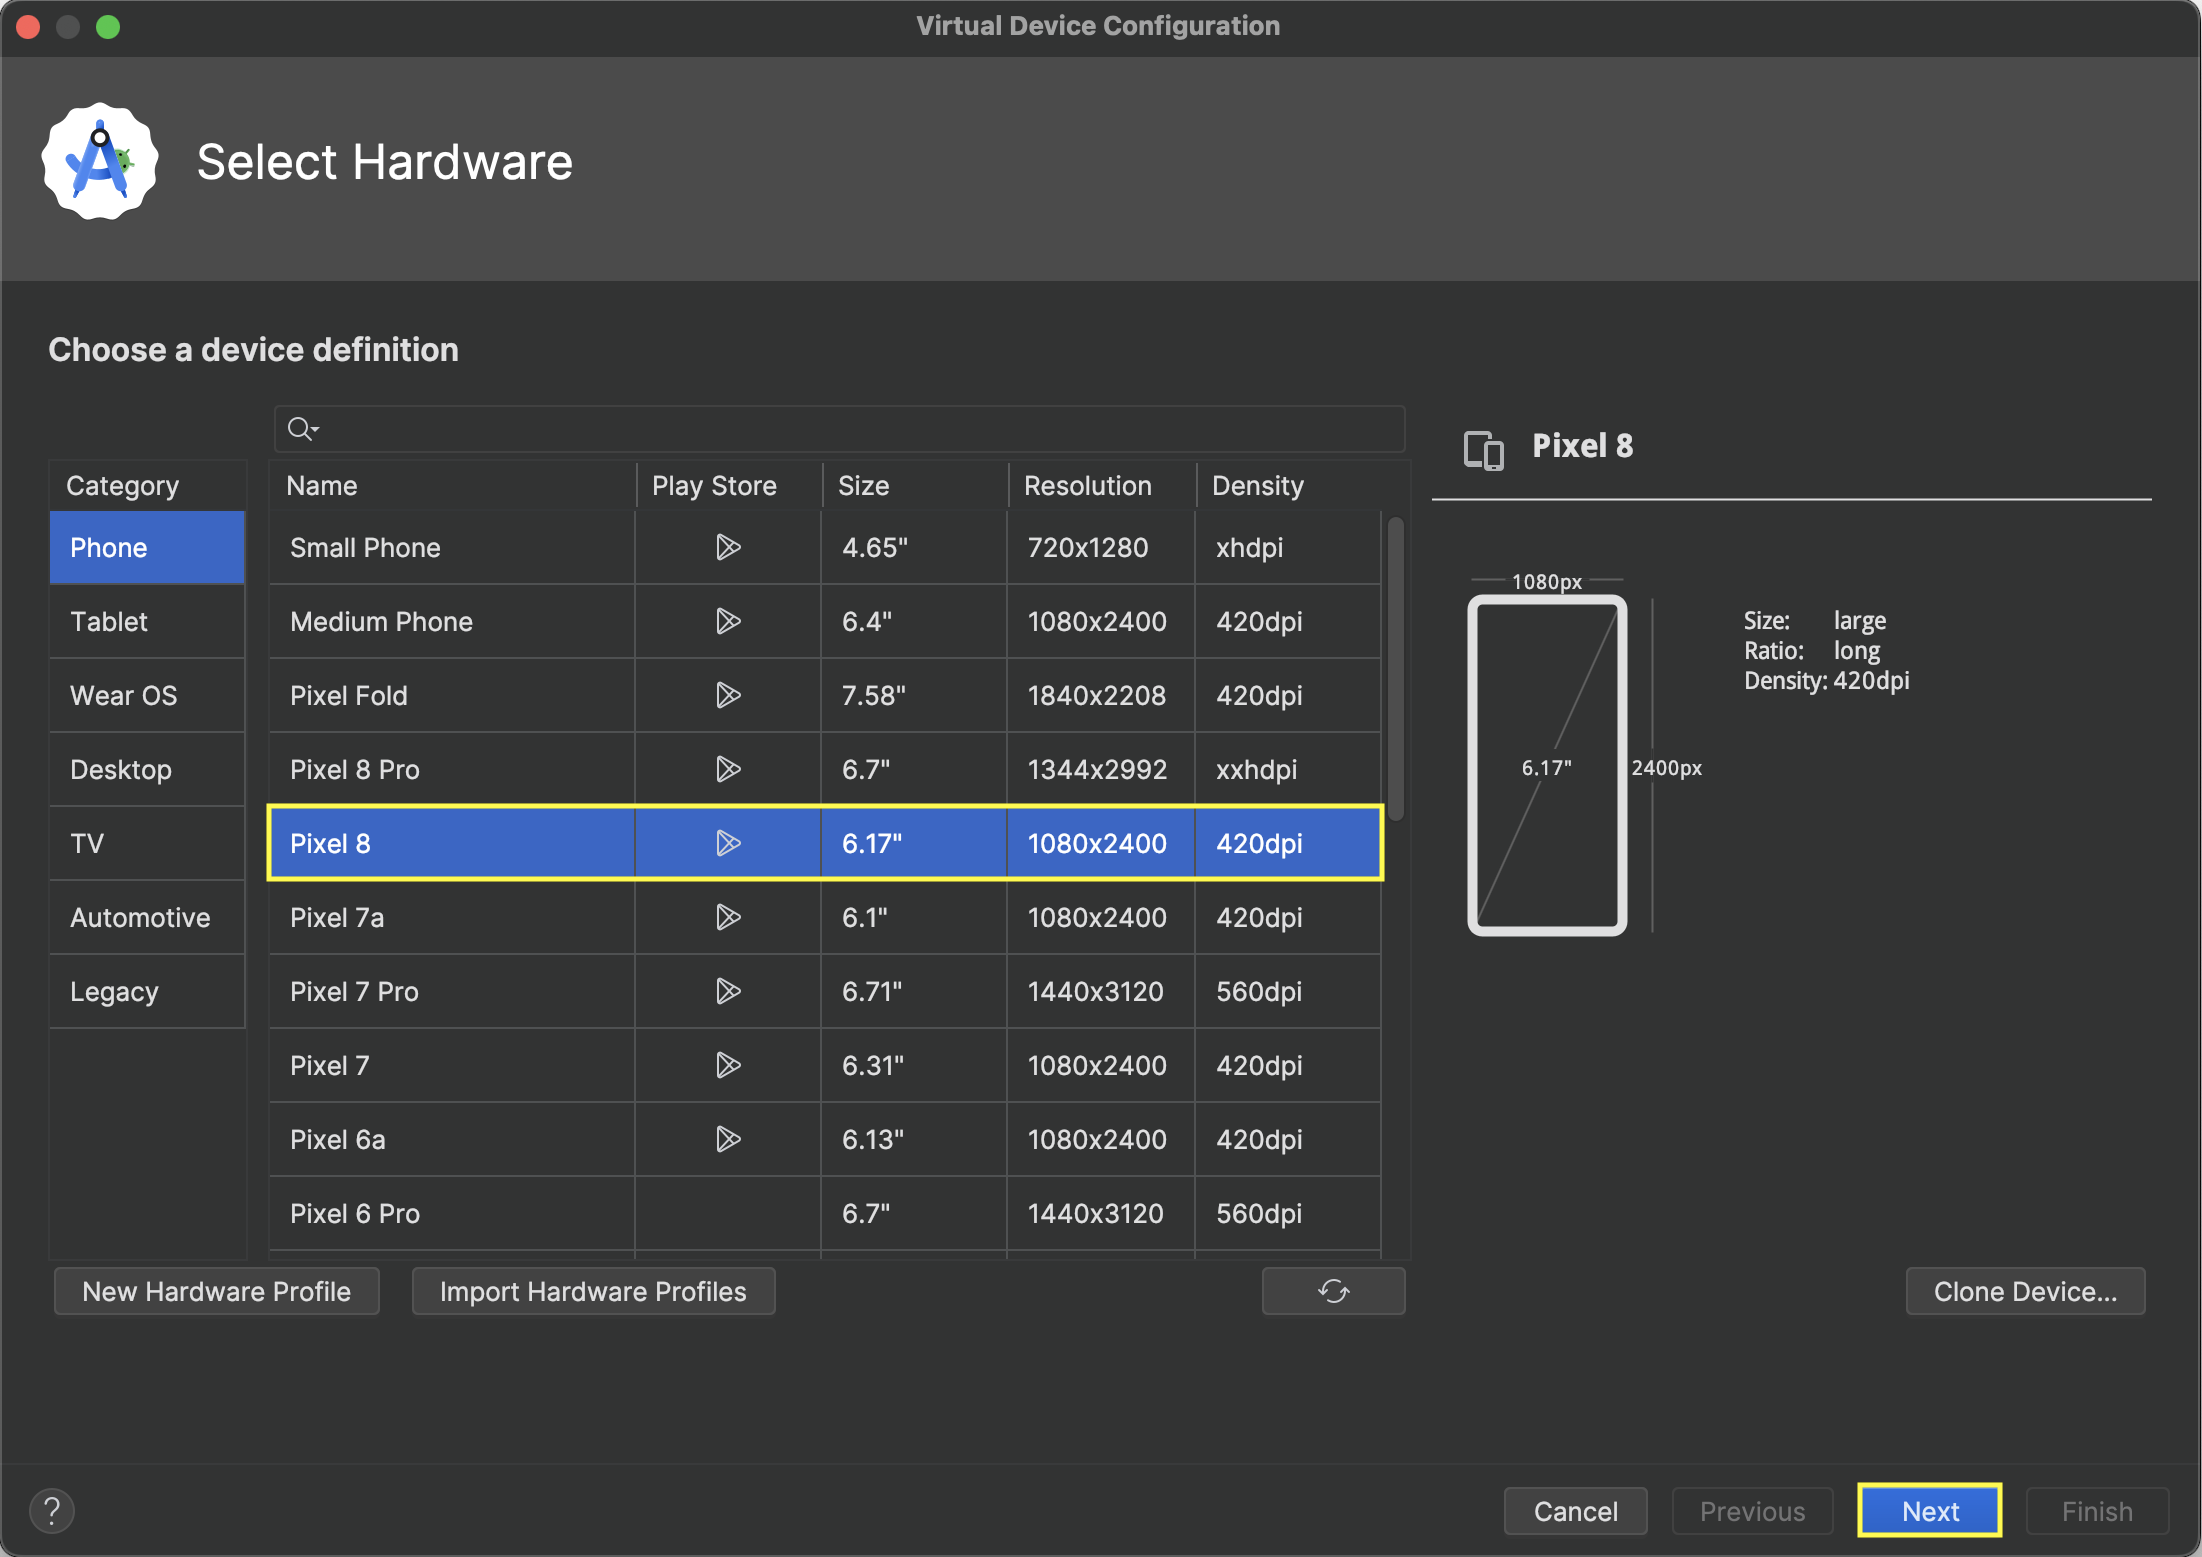 Virtual Device Configuration
Select Hardware
Choose a device definition
Category
Phone
Tablet
Wear OS
Desktop
TV
Automotive
Legacy
Name Play Store Size Resolution Density
Small Phone 4.65" 720x1280 xhdpi
Medium Phone 6.4" 1080x2400 420dpi
Pixel Fold 7.58" 1840x2208 420dpi
Pixel 8 Pro 6.7" 1344x2992 xxhdpi
Pixel 8 6.17" 1080x2400 420dpi
Pixel 7a 6.1" 1080x2400 420dpi
Pixel 7 Pro 6.71" 1440x3120 560dpi
Pixel 7 6.31" 1080x2400 420dpi
Pixel 6a 6.13" 1080x2400 420dpi
Pixel 6 Pro 6.7" 1440x3120 560dpi
Pixel 8
1080px
6.17"
2400px
Size: large
Ratio: long
Density: 420dpi
New Hardware Profile
Import Hardware Profiles
Clone Device...
?
Cancel
Previous
Next
Finish